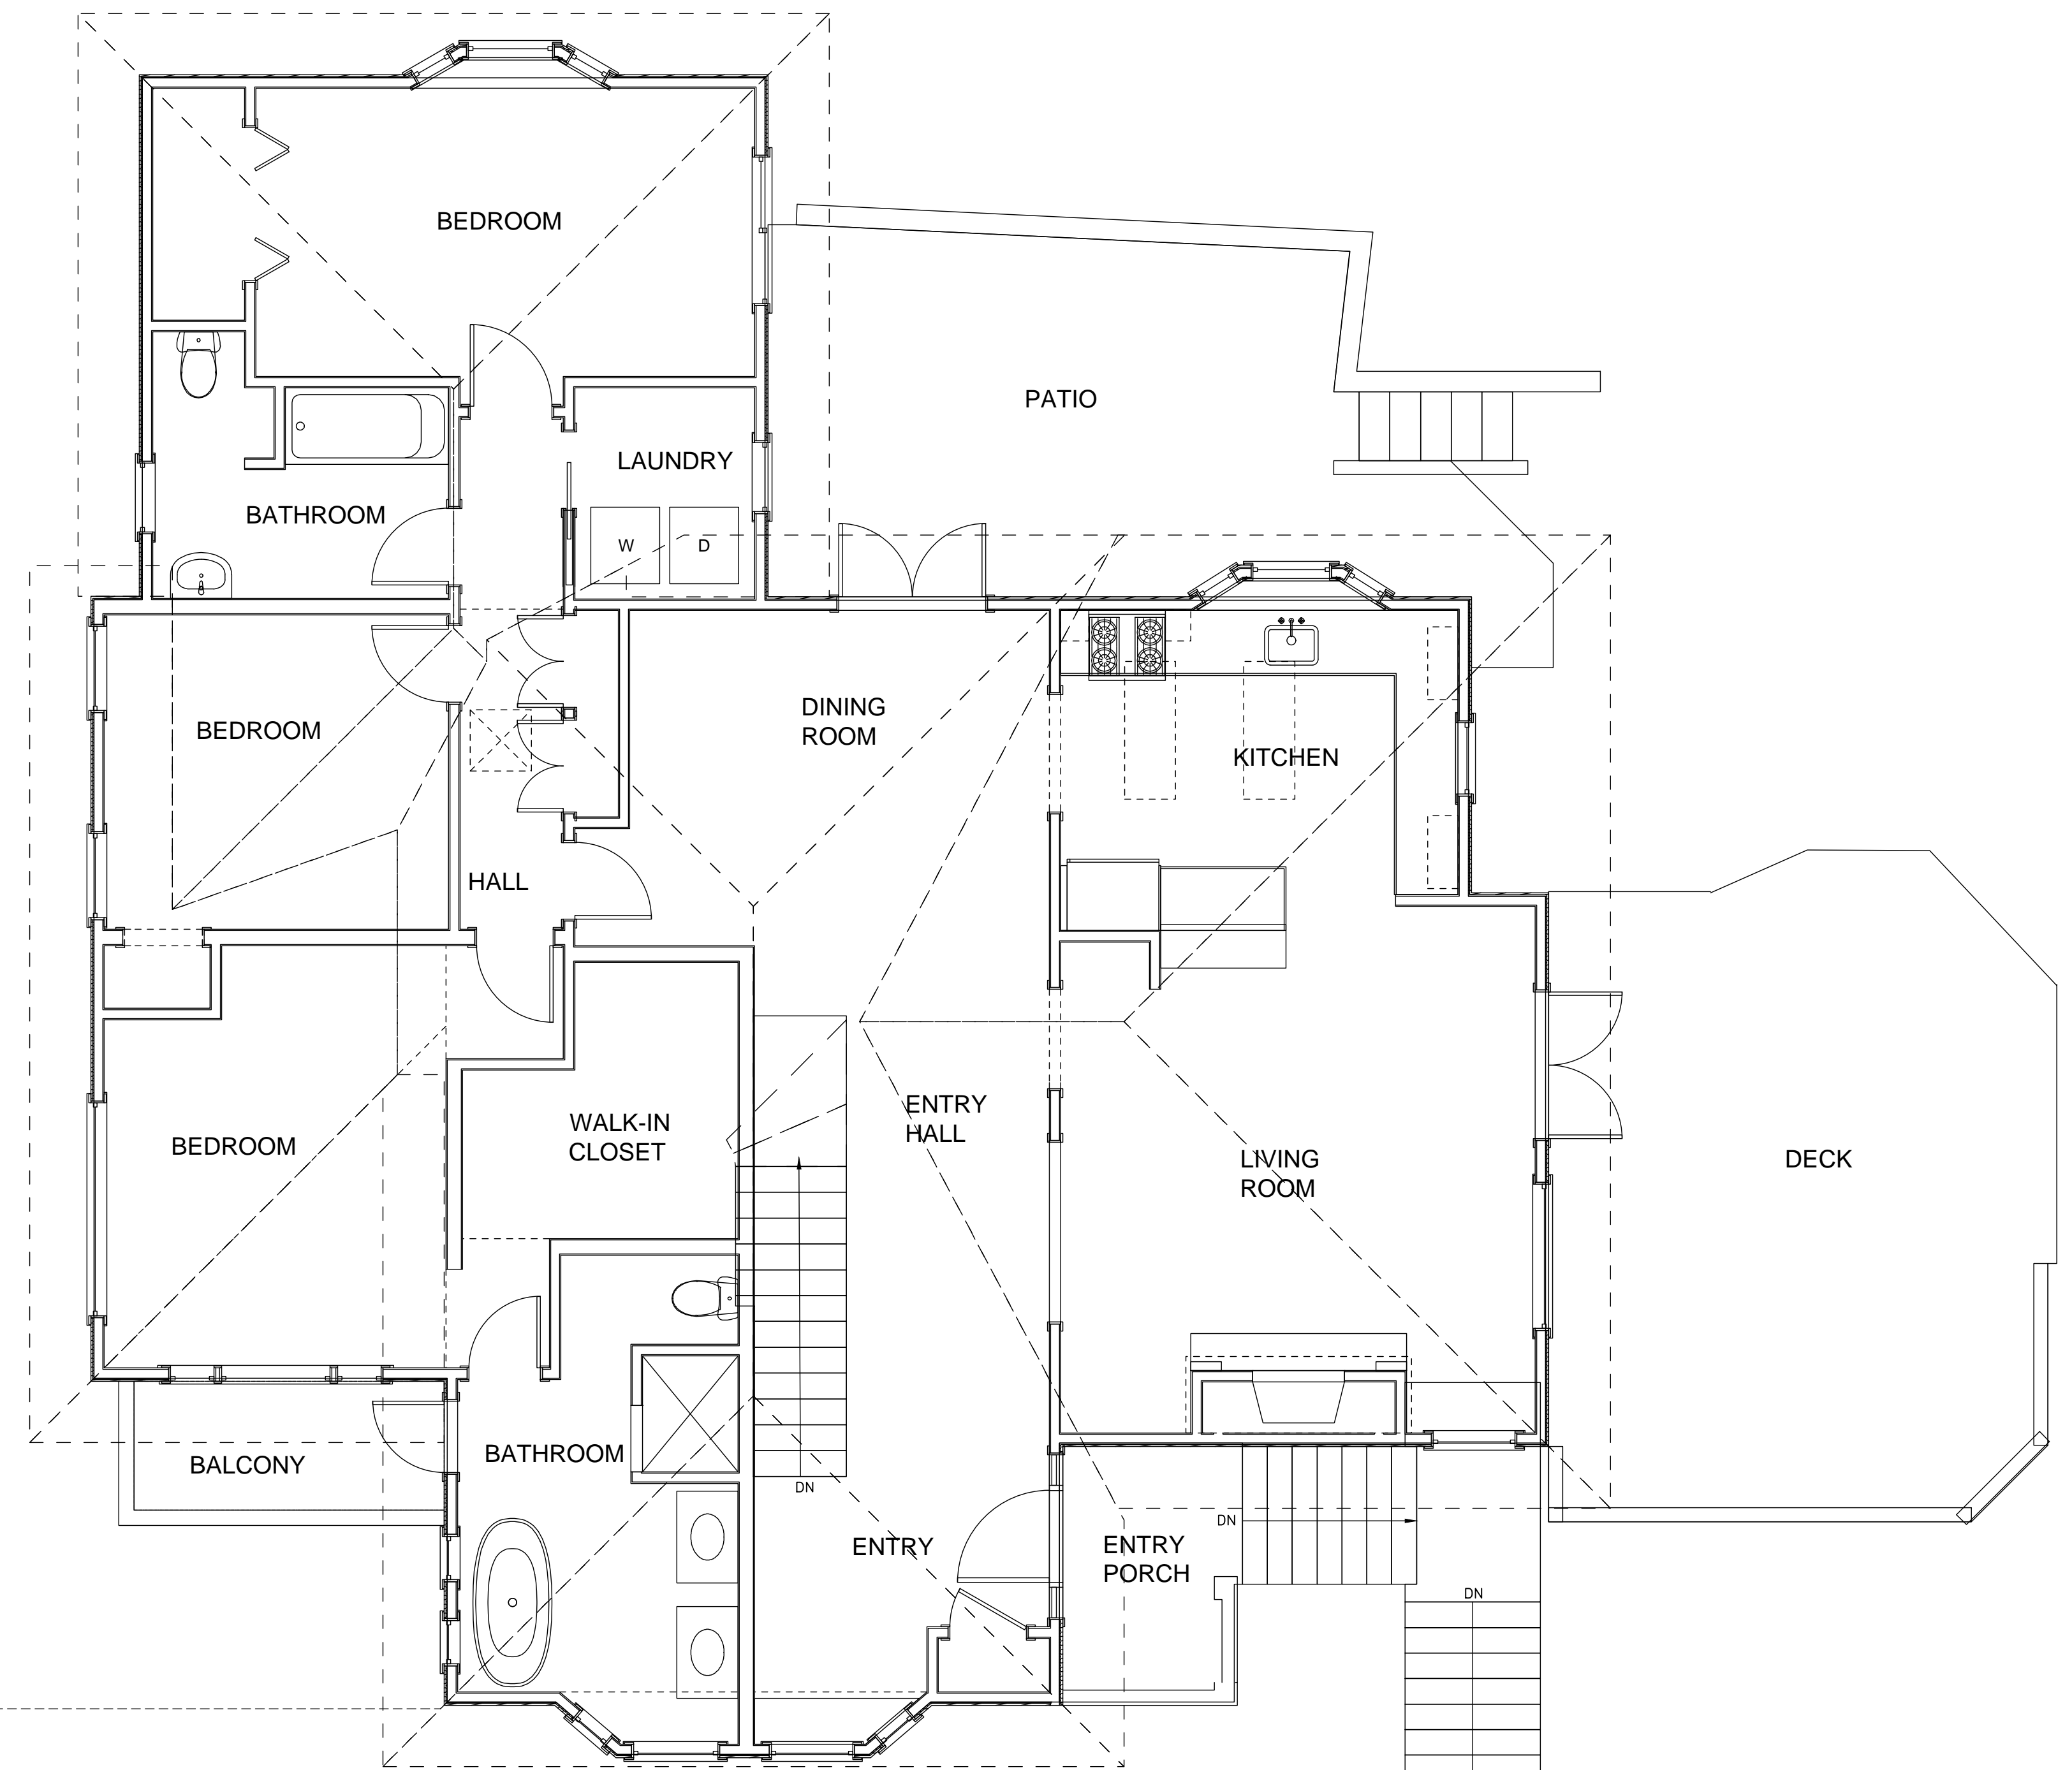 BEDROOM
PATIO
LAUNDRY
BATHROOM
W
D
DINING
ROOM
BEDROOM
KITCHEN
HALL
ENTRY
HALL
WALK-IN
CLOSET
BEDROOM
LIVING
ROOM
DECK
BATHROOM
BALCONY
DN
DN
ENTRY
ENTRY
PORCH
DN